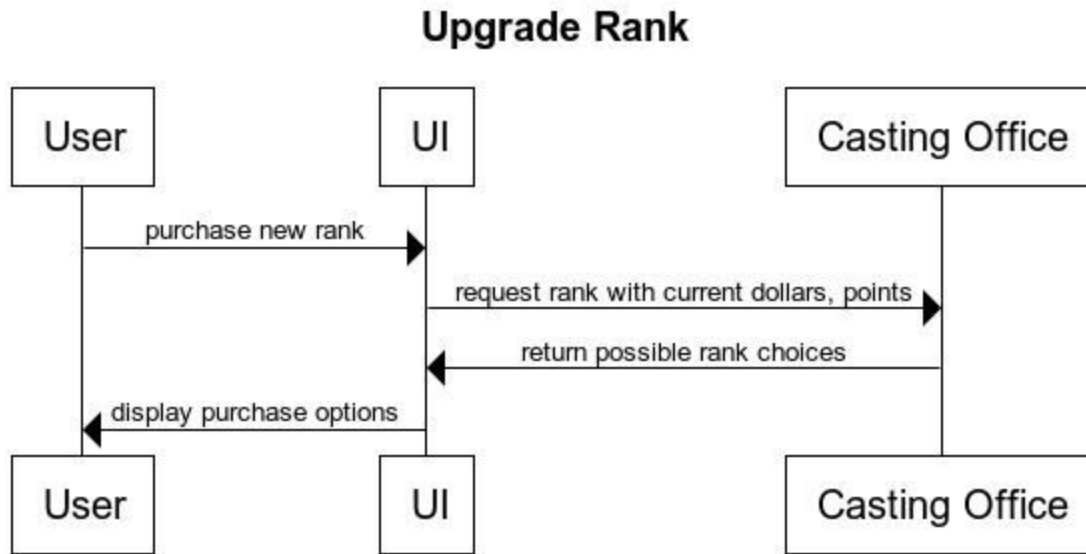 Upgrade Rank
User UI Casting Office
purchase new rank
request rank with current dollars, points
return possible rank choices
display purchase options
User UI Casting Office